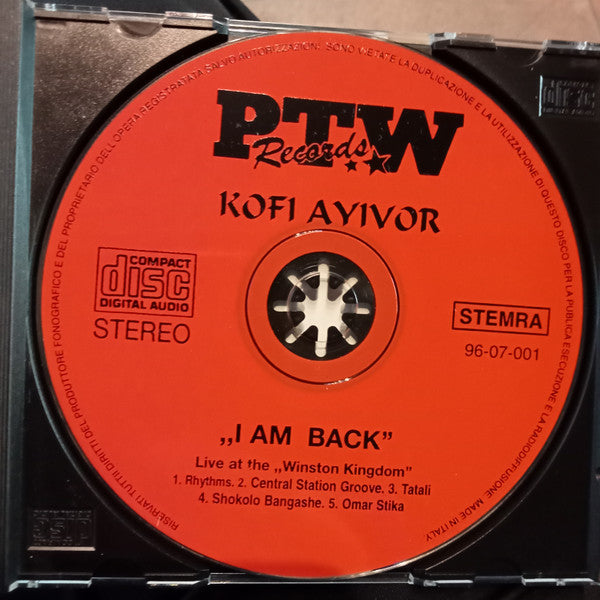 RISERVATI TUTTI I DIRITTI DEL PRODUTTORE FONOGRAFICO E DEL PROPRIETARIO DELL'OPERA REGISTRATA SALVO AUTORIZZAZIONI. SONO VIETATE LA DUPLICAZIONE E LA UTILIZZAZIONE DI QUESTO DISCO PER LA PUBLICA ESECUZIONE E LA RADIODIFFUSIONE. MADE IN ITALY
PTW
Records
KOFI AYIVOR
COMPACT
disc
DIGITAL AUDIO
STEREO
STEMRA
96-07-001
„I AM BACK”
Live at the „Winston Kingdom”
1. Rhythms. 2. Central Station Groove. 3. Tatali
4. Shokolo Bangashe. 5. Omar Stika